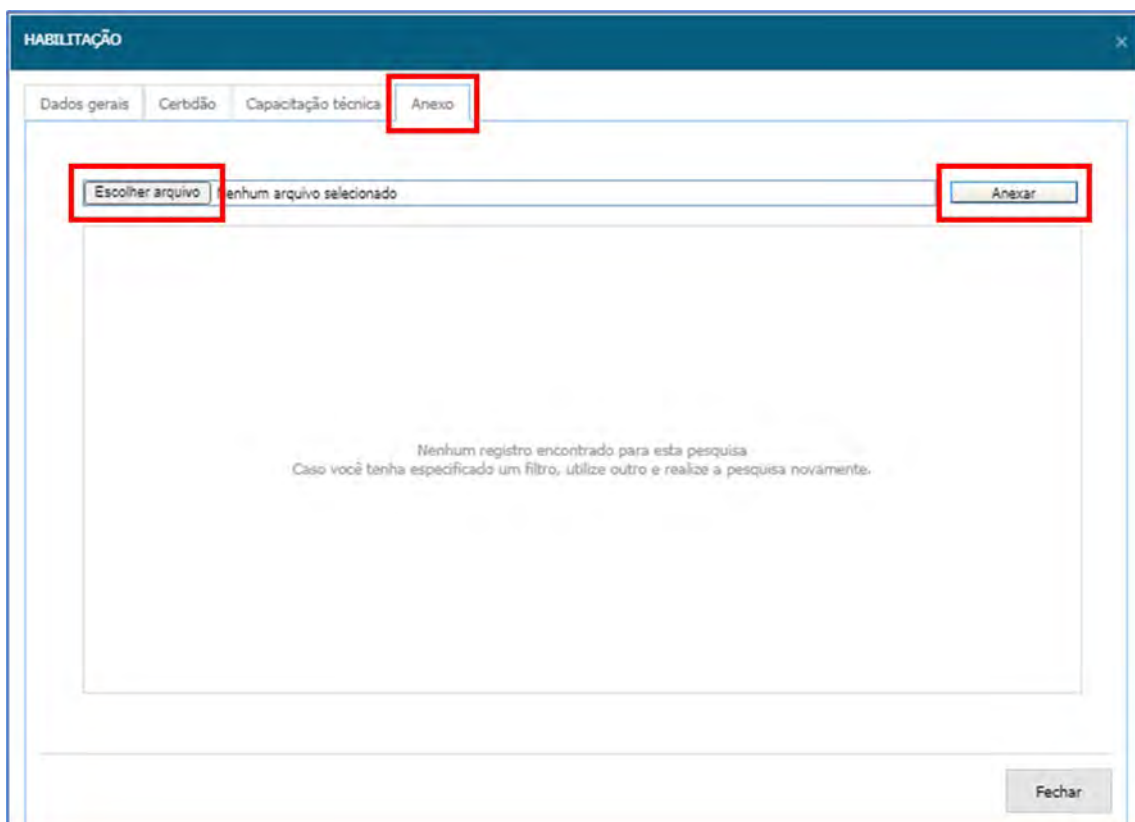 HABILITAÇÃO ×
Dados gerais Certidão Capacitação técnica Anexo
Escolher arquivo Nenhum arquivo selecionado Anexar
Nenhum registro encontrado para esta pesquisa
Caso você tenha especificado um filtro, utilize outro e realize a pesquisa novamente.
Fechar